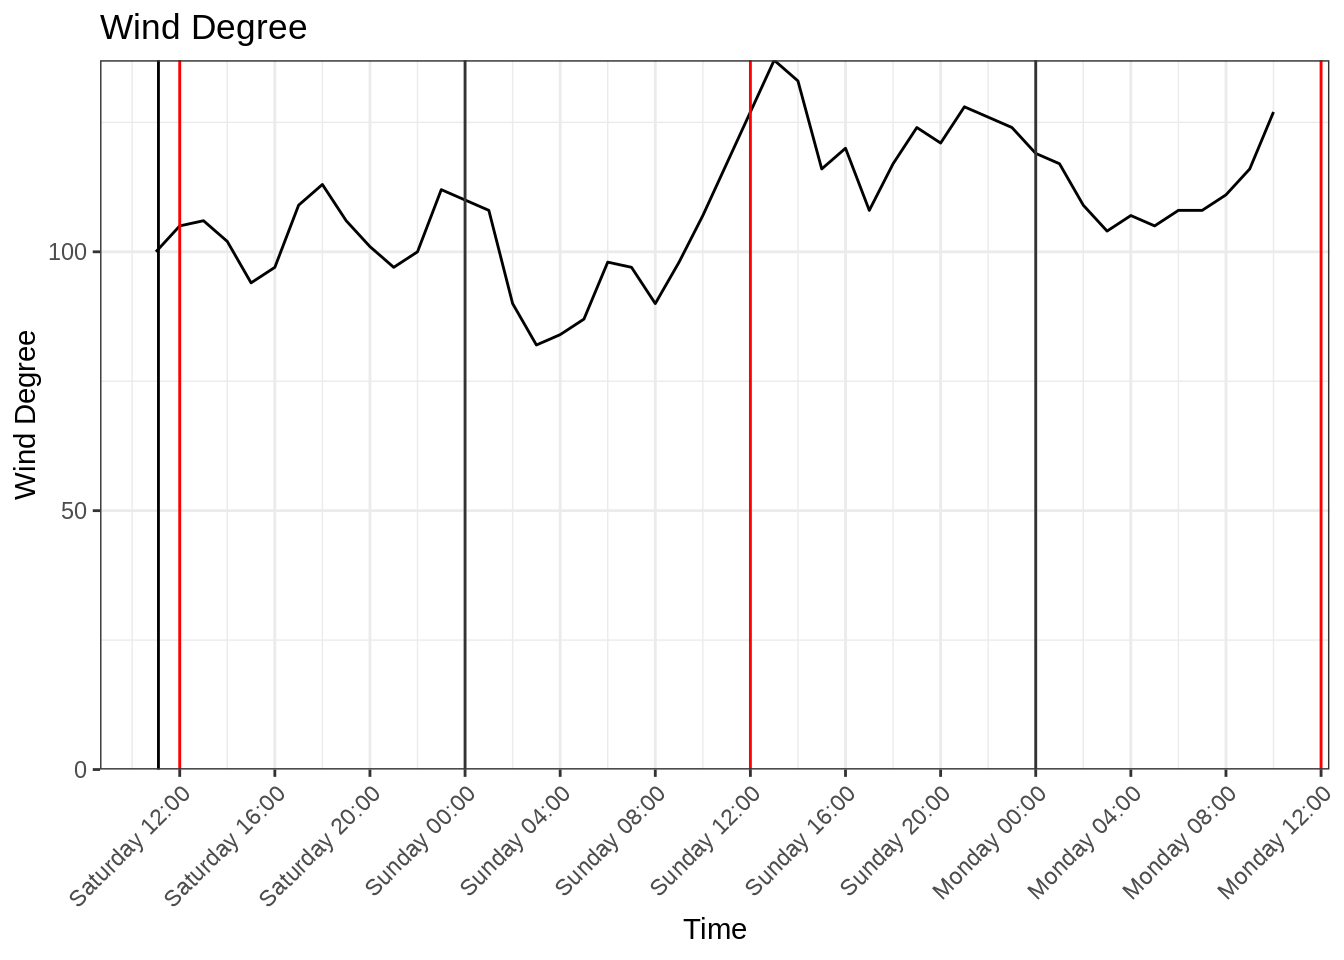 Wind Degree
Wind Degree
100
50
0
Saturday 12:00
Saturday 16:00
Saturday 20:00
Sunday 00:00
Sunday 04:00
Sunday 08:00
Sunday 12:00
Sunday 16:00
Sunday 20:00
Monday 00:00
Monday 04:00
Monday 08:00
Monday 12:00
Time